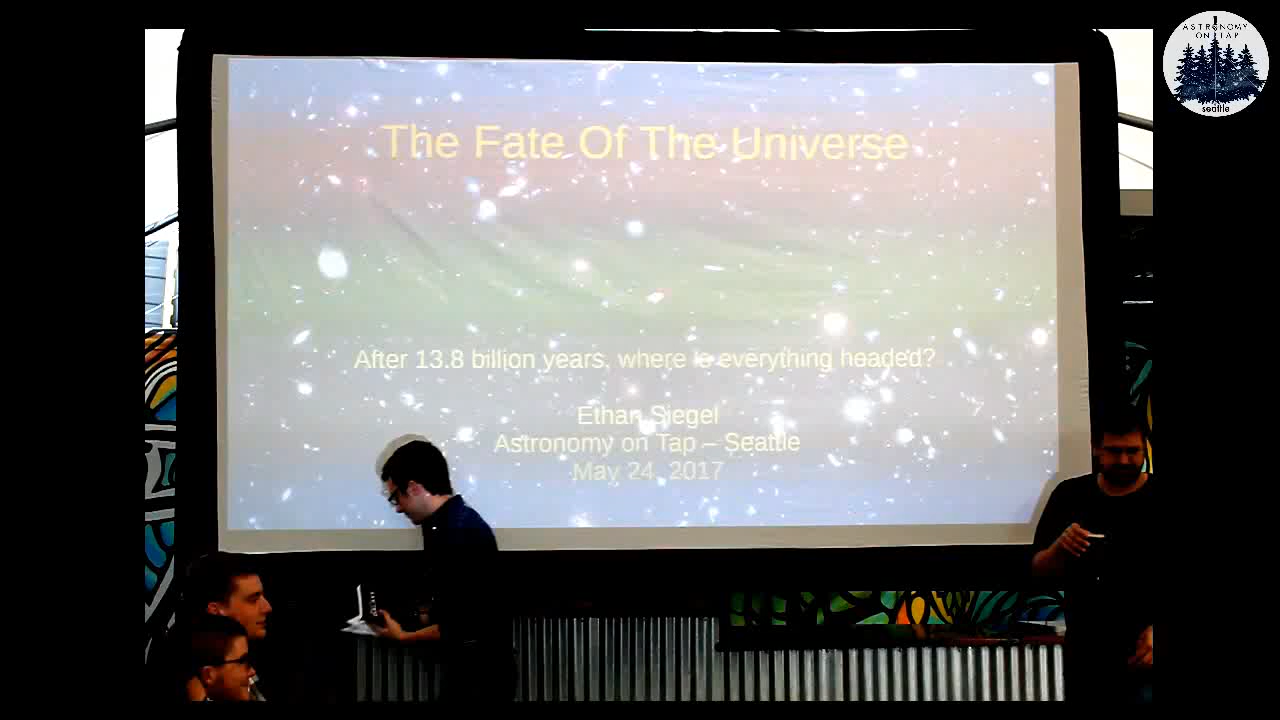 ASTRONOMY
ON TAP
seattle
The Fate Of The Universe
After 13.8 billion years, where is everything headed?
Ethan Siegel
Astronomy on Tap – Seattle
May 24, 2017